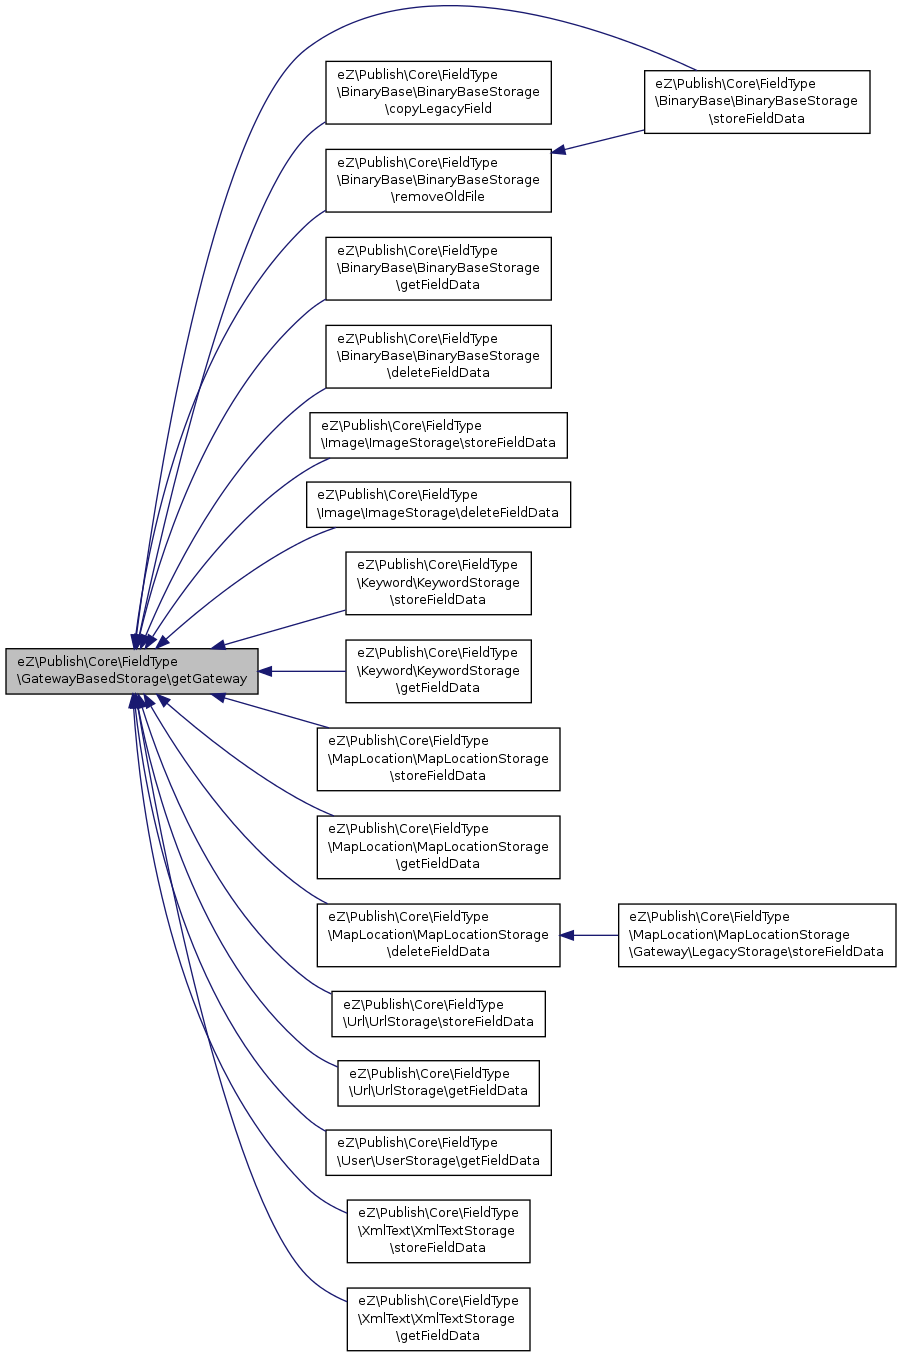 eZ\Publish\Core\FieldType
\BinaryBase\BinaryBaseStorage
\copyLegacyField
eZ\Publish\Core\FieldType
\BinaryBase\BinaryBaseStorage
\storeFieldData
eZ\Publish\Core\FieldType
\BinaryBase\BinaryBaseStorage
\removeOldFile
eZ\Publish\Core\FieldType
\BinaryBase\BinaryBaseStorage
\getFieldData
eZ\Publish\Core\FieldType
\BinaryBase\BinaryBaseStorage
\deleteFieldData
eZ\Publish\Core\FieldType
\Image\ImageStorage\storeFieldData
eZ\Publish\Core\FieldType
\Image\ImageStorage\deleteFieldData
eZ\Publish\Core\FieldType
\Keyword\KeywordStorage
\storeFieldData
eZ\Publish\Core\FieldType
\GatewayBasedStorage\getGateway
eZ\Publish\Core\FieldType
\Keyword\KeywordStorage
\getFieldData
eZ\Publish\Core\FieldType
\MapLocation\MapLocationStorage
\storeFieldData
eZ\Publish\Core\FieldType
\MapLocation\MapLocationStorage
\getFieldData
eZ\Publish\Core\FieldType
\MapLocation\MapLocationStorage
\deleteFieldData
eZ\Publish\Core\FieldType
\MapLocation\MapLocationStorage
\Gateway\LegacyStorage\storeFieldData
eZ\Publish\Core\FieldType
\Url\UrlStorage\storeFieldData
eZ\Publish\Core\FieldType
\Url\UrlStorage\getFieldData
eZ\Publish\Core\FieldType
\User\UserStorage\getFieldData
eZ\Publish\Core\FieldType
\XmlText\XmlTextStorage
\storeFieldData
eZ\Publish\Core\FieldType
\XmlText\XmlTextStorage
\getFieldData